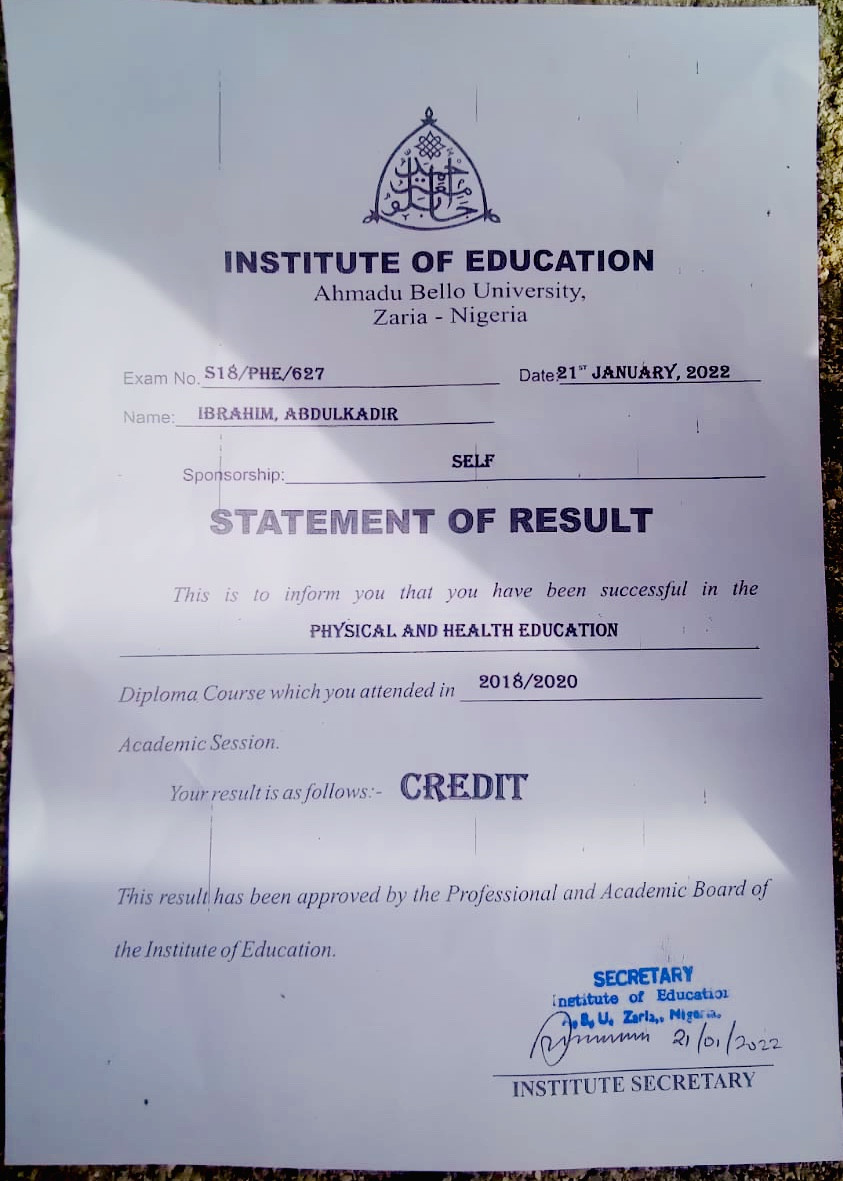 INSTITUTE OF EDUCATION
Ahmadu Bello University,
Zaria - Nigeria
Exam No. S18/PHE/627 Date: 21ST JANUARY, 2022
Name: IBRAHIM, ABDULKADIR
Sponsorship: SELF
STATEMENT OF RESULT
This is to inform you that you have been successful in the
PHYSICAL AND HEALTH EDUCATION
Diploma Course which you attended in 2018/2020
Academic Session.
Your result is as follows:- CREDIT
This result has been approved by the Professional and Academic Board of
the Institute of Education.
SECRETARY
Institute of Education
A. B. U. Zaria, Nigeria.
21/01/2022
INSTITUTE SECRETARY